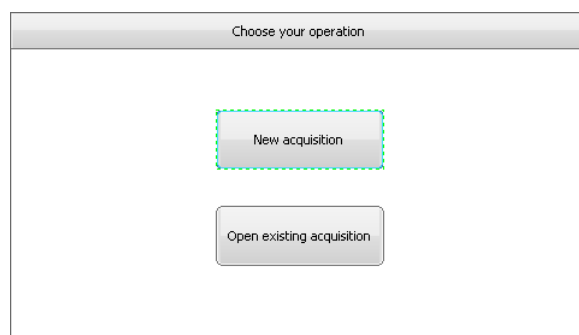 Choose your operation
New acquisition
Open existing acquisition